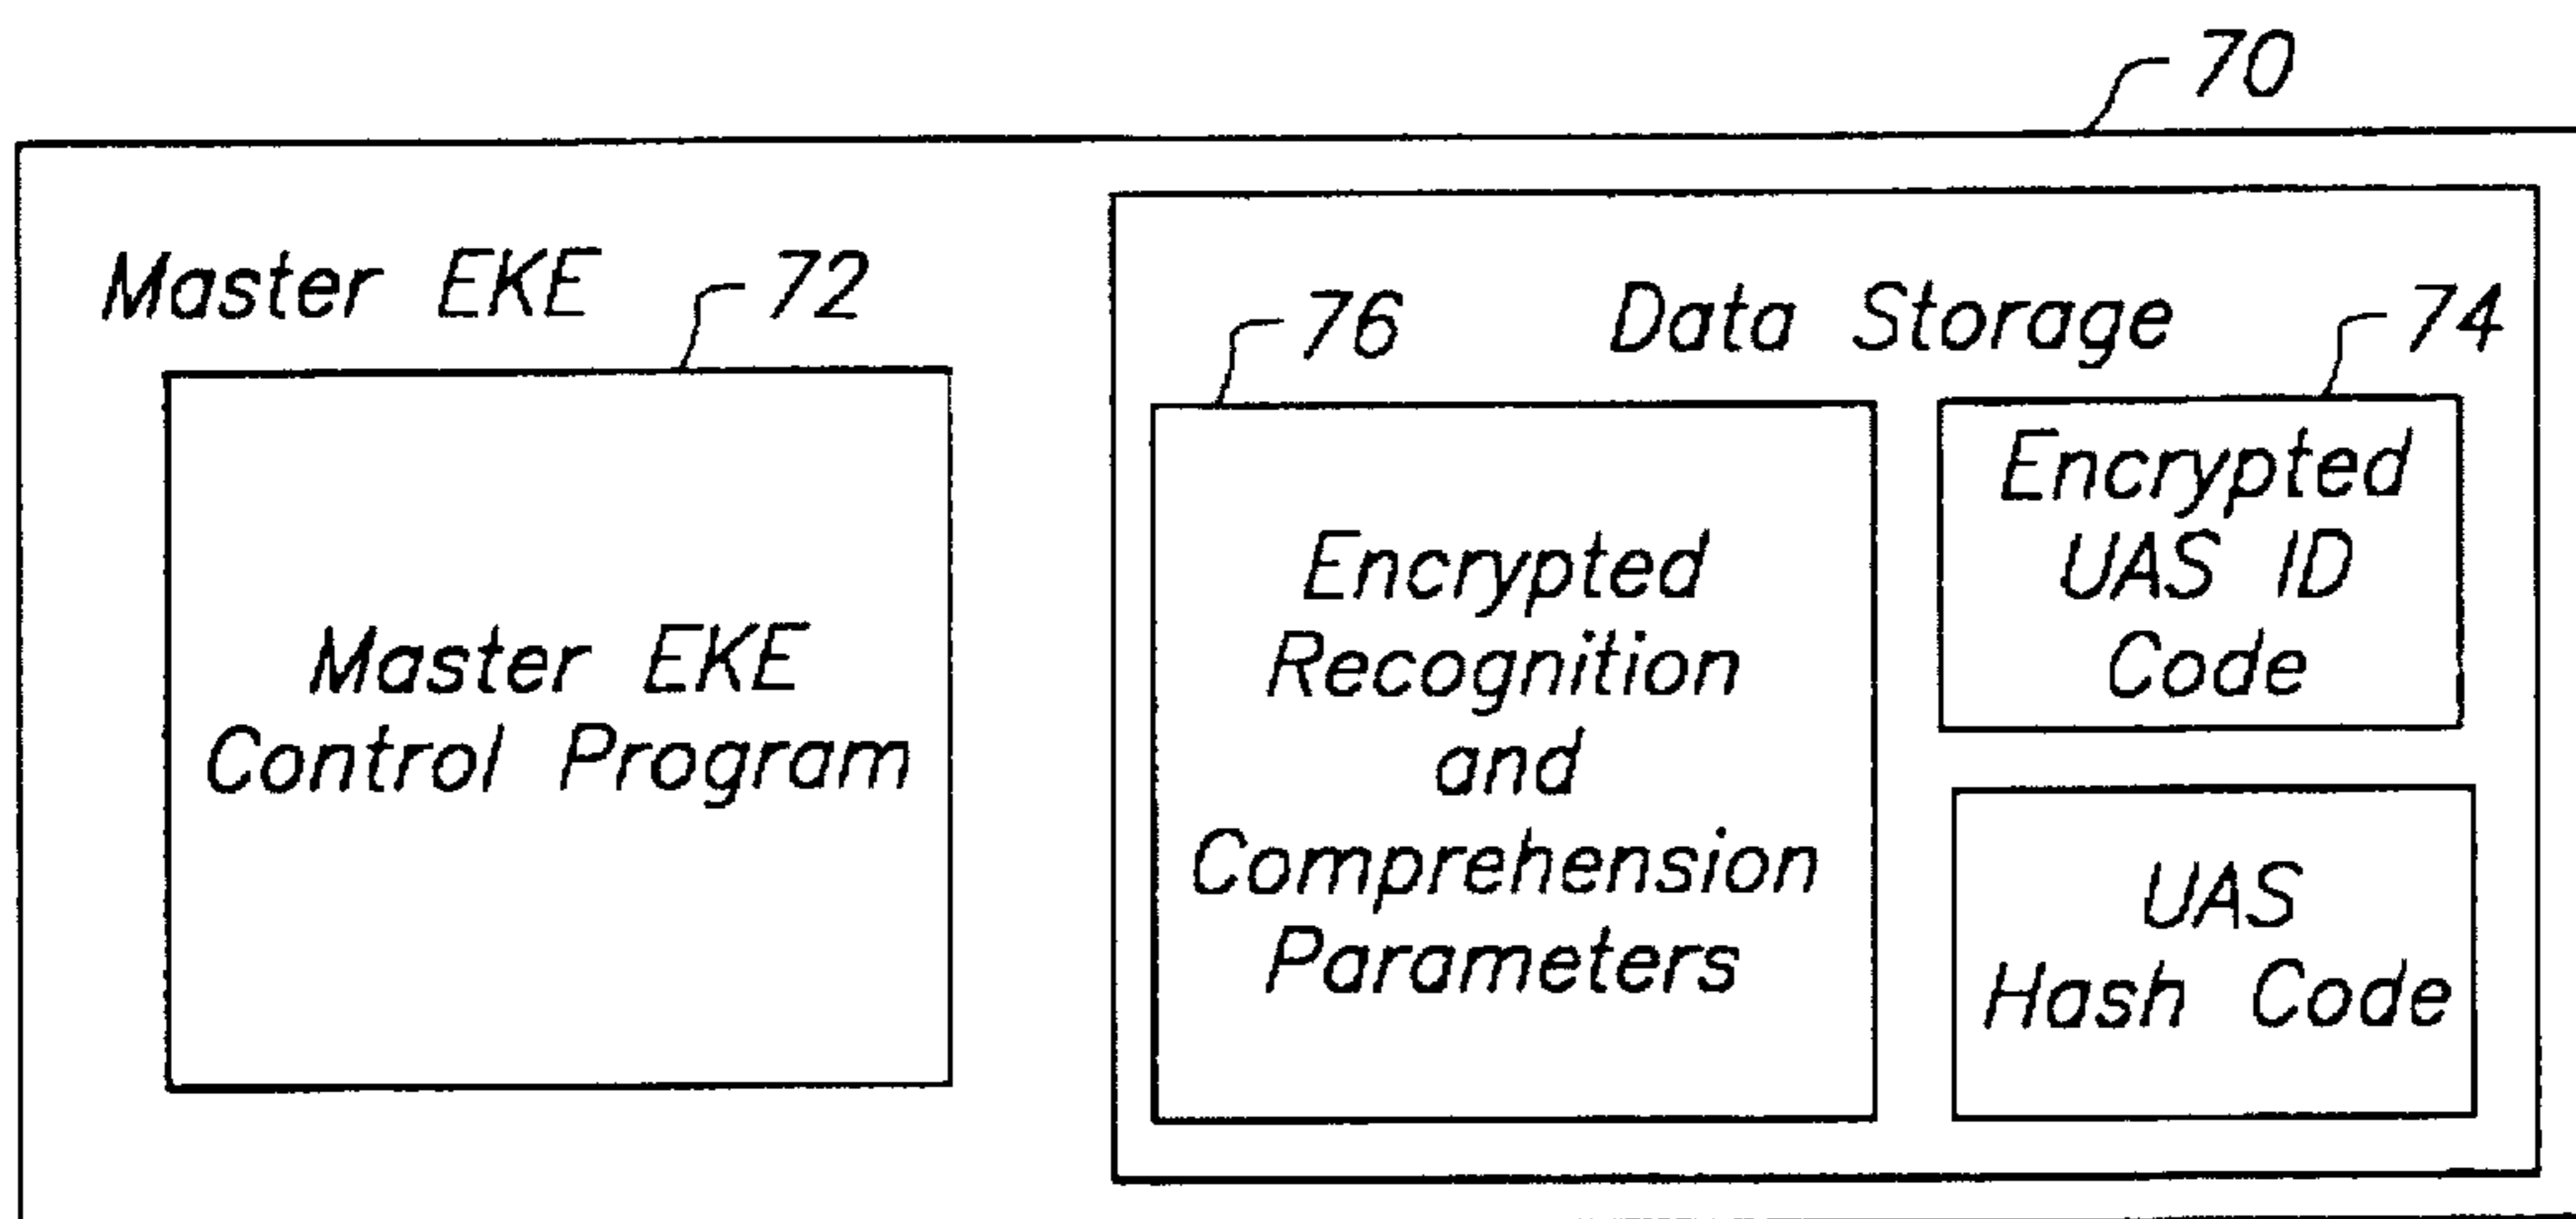 70
Master EKE
72
Master EKE
Control Program
Data Storage
76
Encrypted
Recognition
and
Comprehension
Parameters
74
Encrypted
UAS ID
Code
UAS
Hash Code